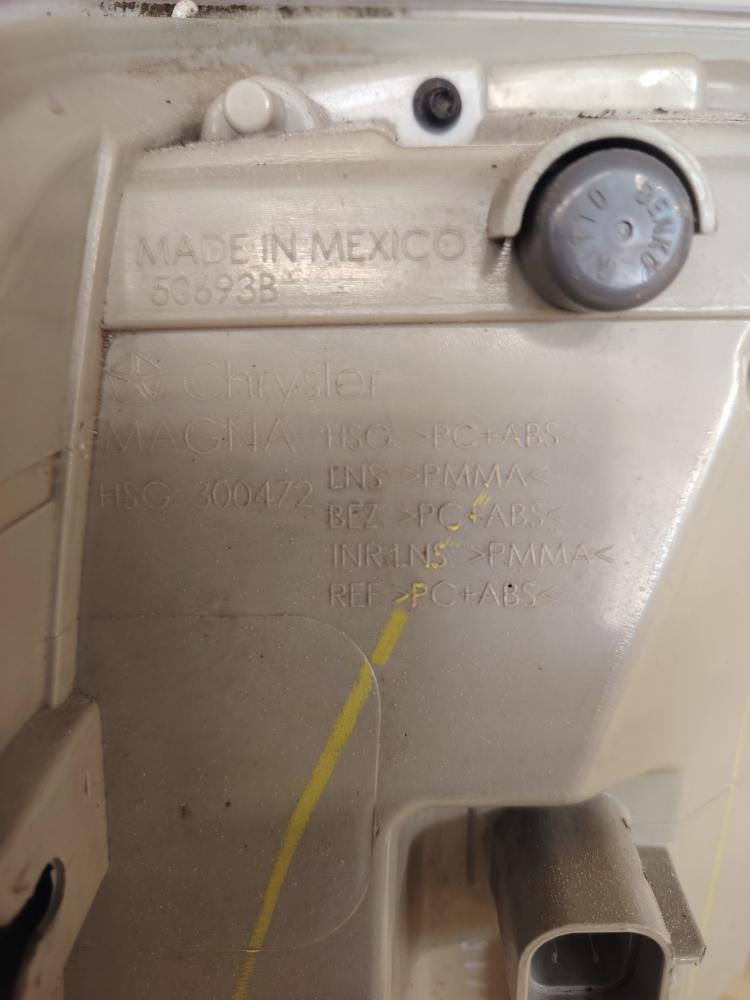 MADE IN MEXICO
50693B
Chrysler
MAGNA
HSG 300472
HSG >PC+ABS<
LNS >PMMA<
BEZ >PC+ABS<
INR LNS >PMMA<
REF >PC+ABS<